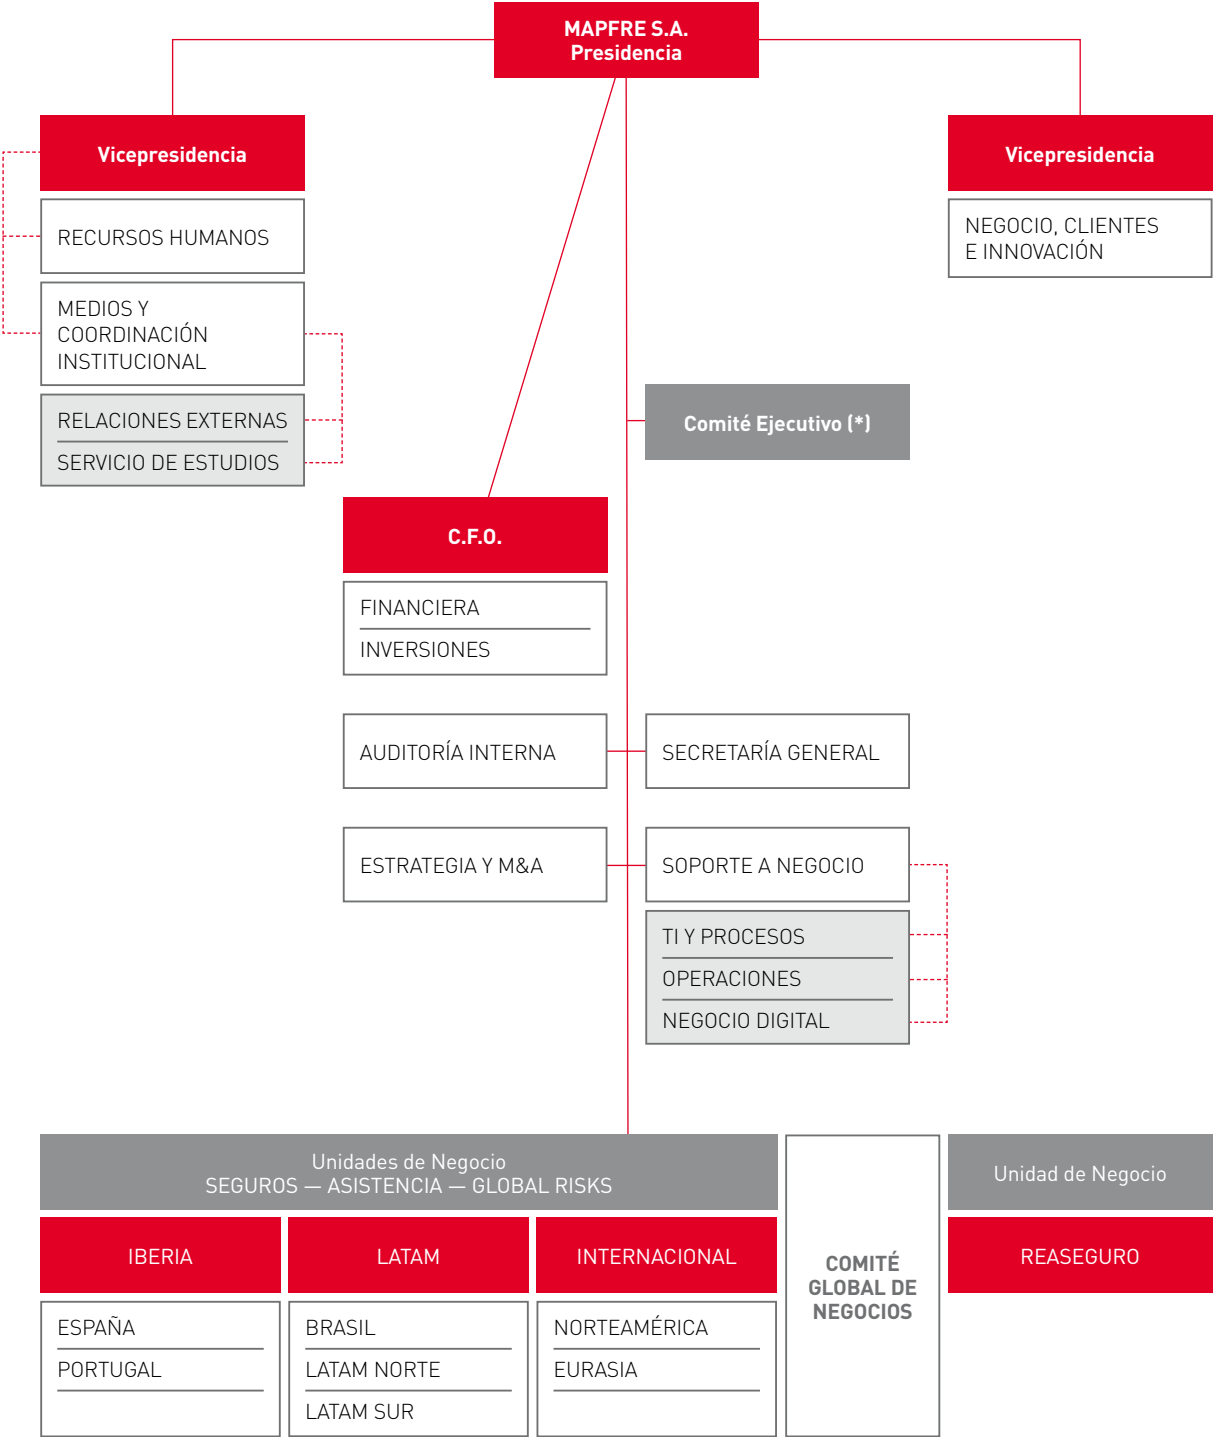 MAPFRE S.A.
Presidencia
Vicepresidencia
RECURSOS HUMANOS
MEDIOS Y
COORDINACIÓN
INSTITUCIONAL
RELACIONES EXTERNAS
SERVICIO DE ESTUDIOS
Vicepresidencia
NEGOCIO, CLIENTES
E INNOVACIÓN
Comité Ejecutivo (*)
C.F.O.
FINANCIERA
INVERSIONES
AUDITORÍA INTERNA
SECRETARÍA GENERAL
ESTRATEGIA Y M&A
SOPORTE A NEGOCIO
TI Y PROCESOS
OPERACIONES
NEGOCIO DIGITAL
Unidades de Negocio
SEGUROS — ASISTENCIA — GLOBAL RISKS
IBERIA
ESPAÑA
PORTUGAL
LATAM
BRASIL
LATAM NORTE
LATAM SUR
INTERNACIONAL
NORTEAMÉRICA
EURASIA
COMITÉ
GLOBAL DE
NEGOCIOS
Unidad de Negocio
REASEGURO